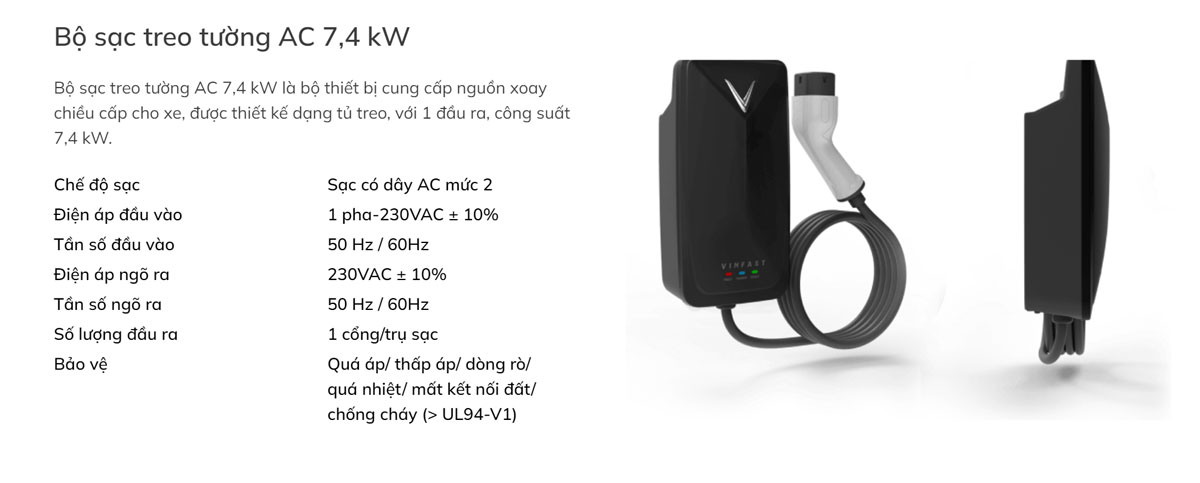 Bộ sạc treo tường AC 7,4 kW
Bộ sạc treo tường AC 7,4 kW là bộ thiết bị cung cấp nguồn xoay
chiều cấp cho xe, được thiết kế dạng tủ treo, với 1 đầu ra, công suất
7,4 kW.
Chế độ sạc Sạc có dây AC mức 2
Điện áp đầu vào 1 pha-230VAC ± 10%
Tần số đầu vào 50 Hz / 60Hz
Điện áp ngõ ra 230VAC ± 10%
Tần số ngõ ra 50 Hz / 60Hz
Số lượng đầu ra 1 cổng/trụ sạc
Bảo vệ Quá áp/ thấp áp/ dòng rò/
quá nhiệt/ mất kết nối đất/
chống cháy (> UL94-V1)
VINFAST